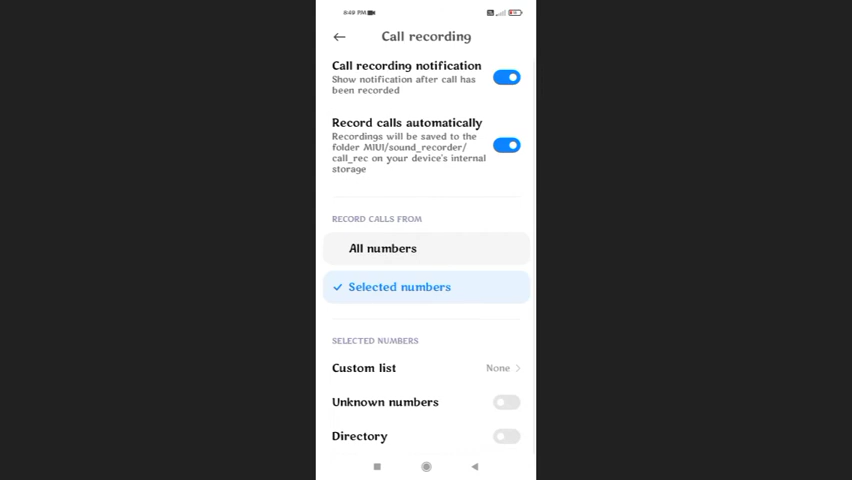 8:49 PM
Call recording
Call recording notification
Show notification after call has
been recorded
Record calls automatically
Recordings will be saved to the
folder MIUI/sound_recorder/
call_rec on your device's internal
storage
RECORD CALLS FROM
All numbers
Selected numbers
SELECTED NUMBERS
Custom list None
Unknown numbers
Directory